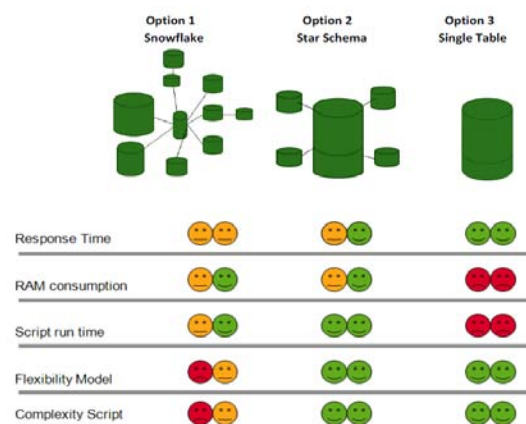 Option 1
Snowflake
Option 2
Star Schema
Option 3
Single Table
Response Time
RAM consumption
Script run time
Flexibility Model
Complexity Script